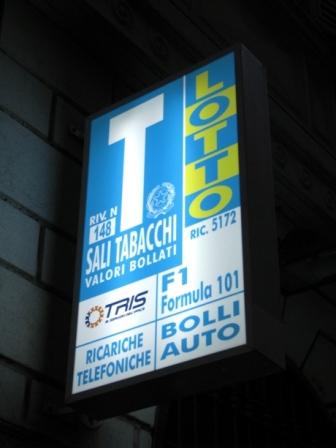 T
LOTTO
RIV. N
148
SALI TABACCHI
VALORI BOLLATI
RIC. 5172
TRIS
F1
Formula 101
RICARICHE
TELEFONICHE
BOLLI
AUTO